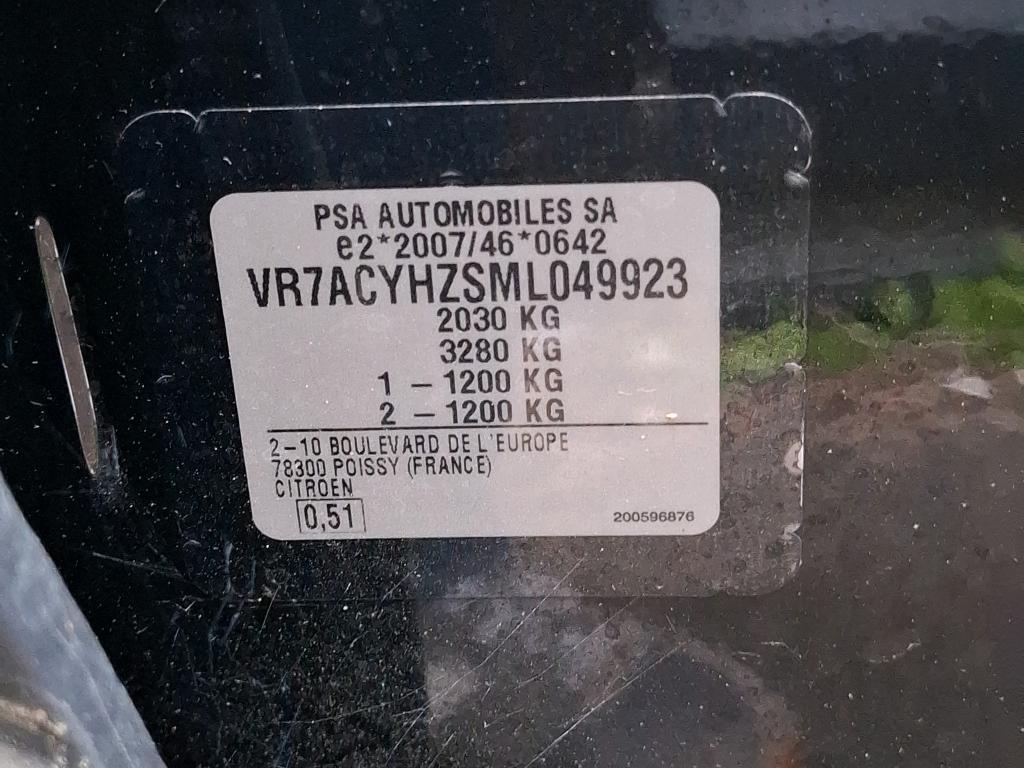 PSA AUTOMOBILES SA
e2*2007/46*0642
VR7ACYHZSML049923
2030 KG
3280 KG
1 – 1200 KG
2 – 1200 KG
2–10 BOULEVARD DE L'EUROPE
78300 POISSY (FRANCE)
CITROEN
0,51
200596876